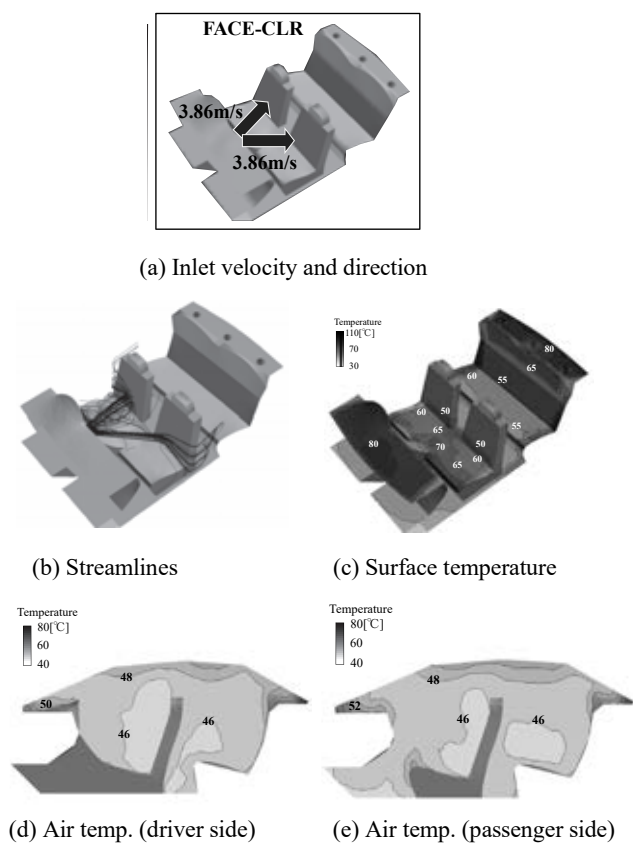 FACE-CLR
3.86m/s
3.86m/s
(a) Inlet velocity and direction
Temperature
110[℃]
70
30
80
65
60
55
60
50
55
65
80
70
50
65
60
(b) Streamlines
(c) Surface temperature
Temperature
80[℃]
60
40
48
50
46
46
Temperature
80[℃]
60
40
48
52
46
46
(d) Air temp. (driver side)
(e) Air temp. (passenger side)